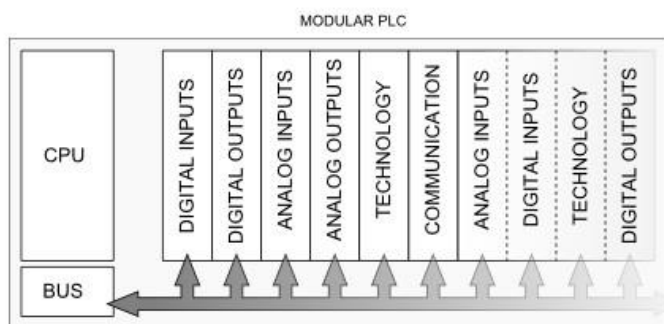 MODULAR PLC
CPU
BUS
DIGITAL INPUTS
DIGITAL OUTPUTS
ANALOG INPUTS
ANALOG OUTPUTS
TECHNOLOGY
COMMUNICATION
ANALOG INPUTS
DIGITAL INPUTS
TECHNOLOGY
DIGITAL OUTPUTS